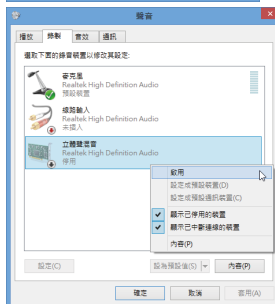 聲音
播放 錄製 音效 通訊
選取下面的錄音裝置以修改其設定:
麥克風
Realtek High Definition Audio
預設裝置
線路輸入
Realtek High Definition Audio
未插入
立體聲混音
Realtek High Definition Audio
停用
啟用
設定成預設裝置(D)
設定成預設通訊裝置(C)
顯示已停用的裝置
顯示已中斷連線的裝置
內容(P)
設定(C) 設為預設值(S) 內容(P)
確定 取消 套用(A)